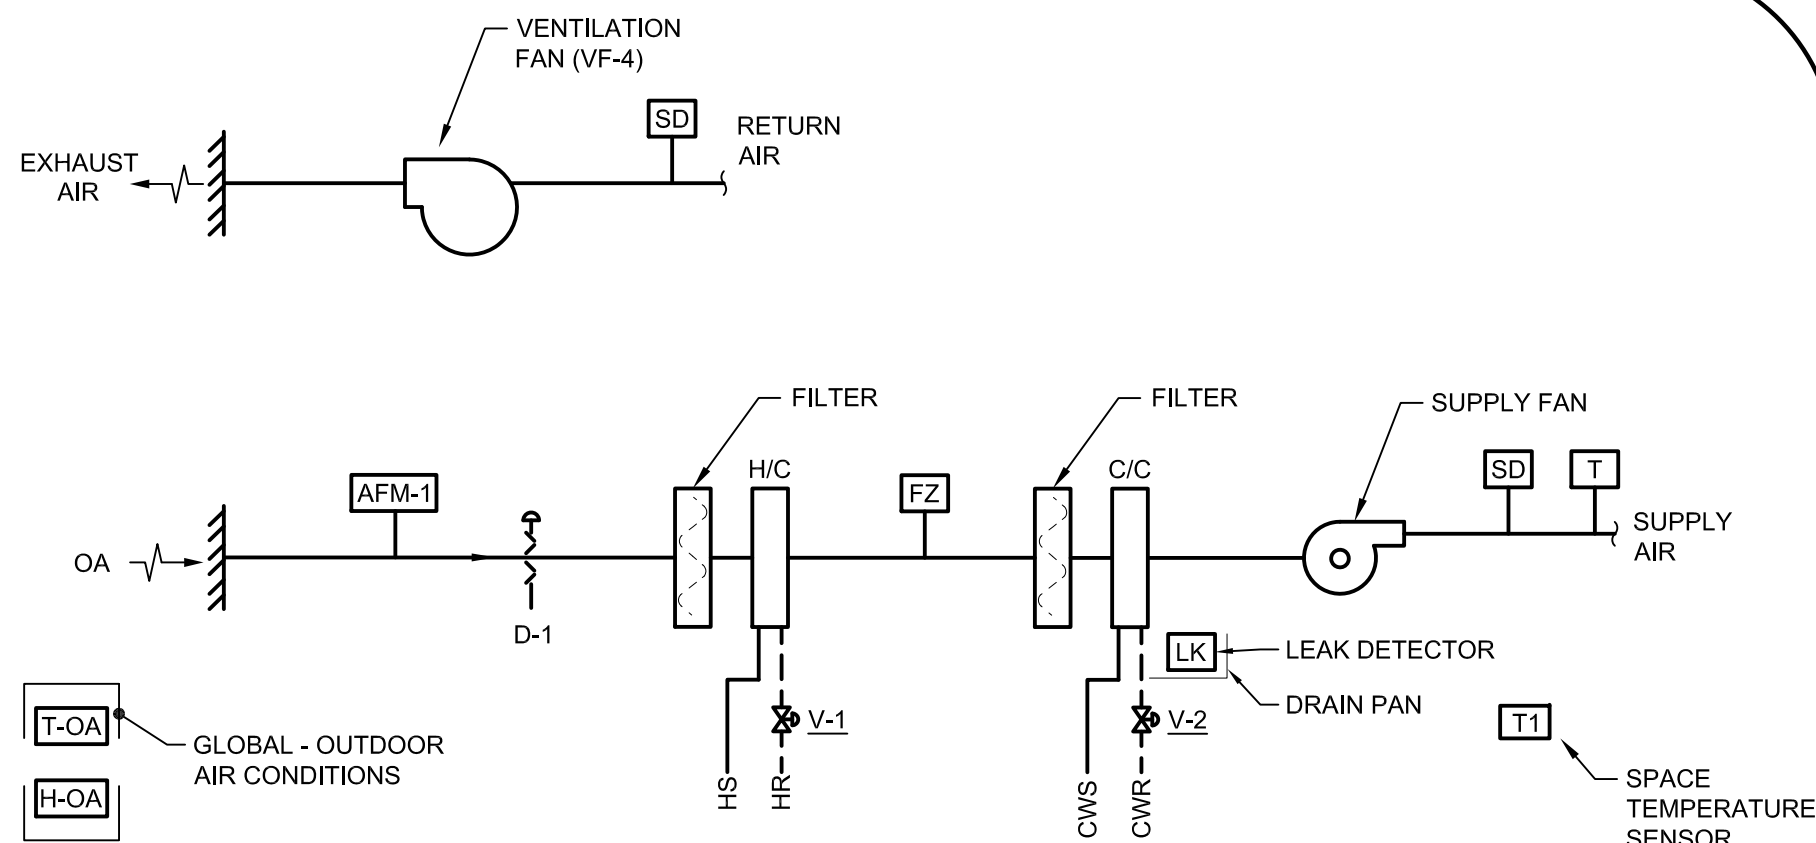 VENTILATION
FAN (VF-4)
SD
RETURN
AIR
EXHAUST
AIR
FILTER
FILTER
SUPPLY FAN
AFM-1
H/C
FZ
C/C
SD
T
SUPPLY
AIR
OA
D-1
LK
LEAK DETECTOR
DRAIN PAN
T-OA
GLOBAL - OUTDOOR
AIR CONDITIONS
H-OA
V-1
V-2
T1
HS
HR
CWS
CWR
SPACE
TEMPERATURE
SENSOR